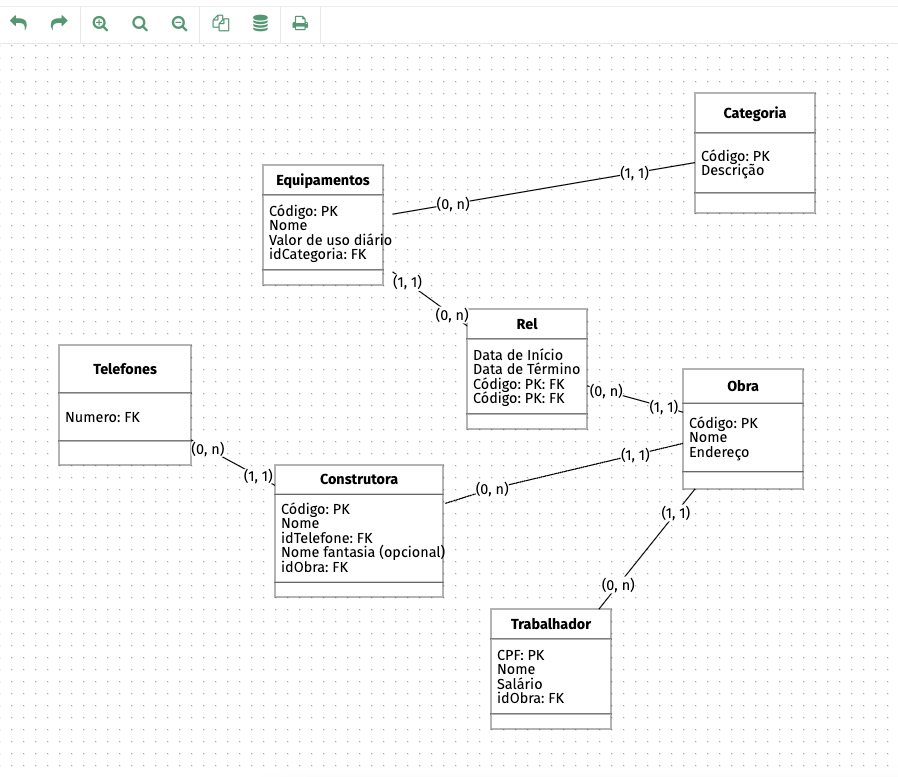 Categoria
Código: PK
Descrição
(1, 1)
(0, n)
Equipamentos
Código: PK
Nome
Valor de uso diário
idCategoria: FK
(1, 1)
(0, n)
Rel
Data de Início
Data de Término
Código: PK: FK
Código: PK: FK
(0, n)
(1, 1)
Telefones
Numero: FK
(0, n)
(1, 1)
Obra
Código: PK
Nome
Endereço
(1, 1)
(0, n)
Construtora
Código: PK
Nome
idTelefone: FK
Nome fantasia (opcional)
idObra: FK
(1, 1)
(0, n)
Trabalhador
CPF: PK
Nome
Salário
idObra: FK